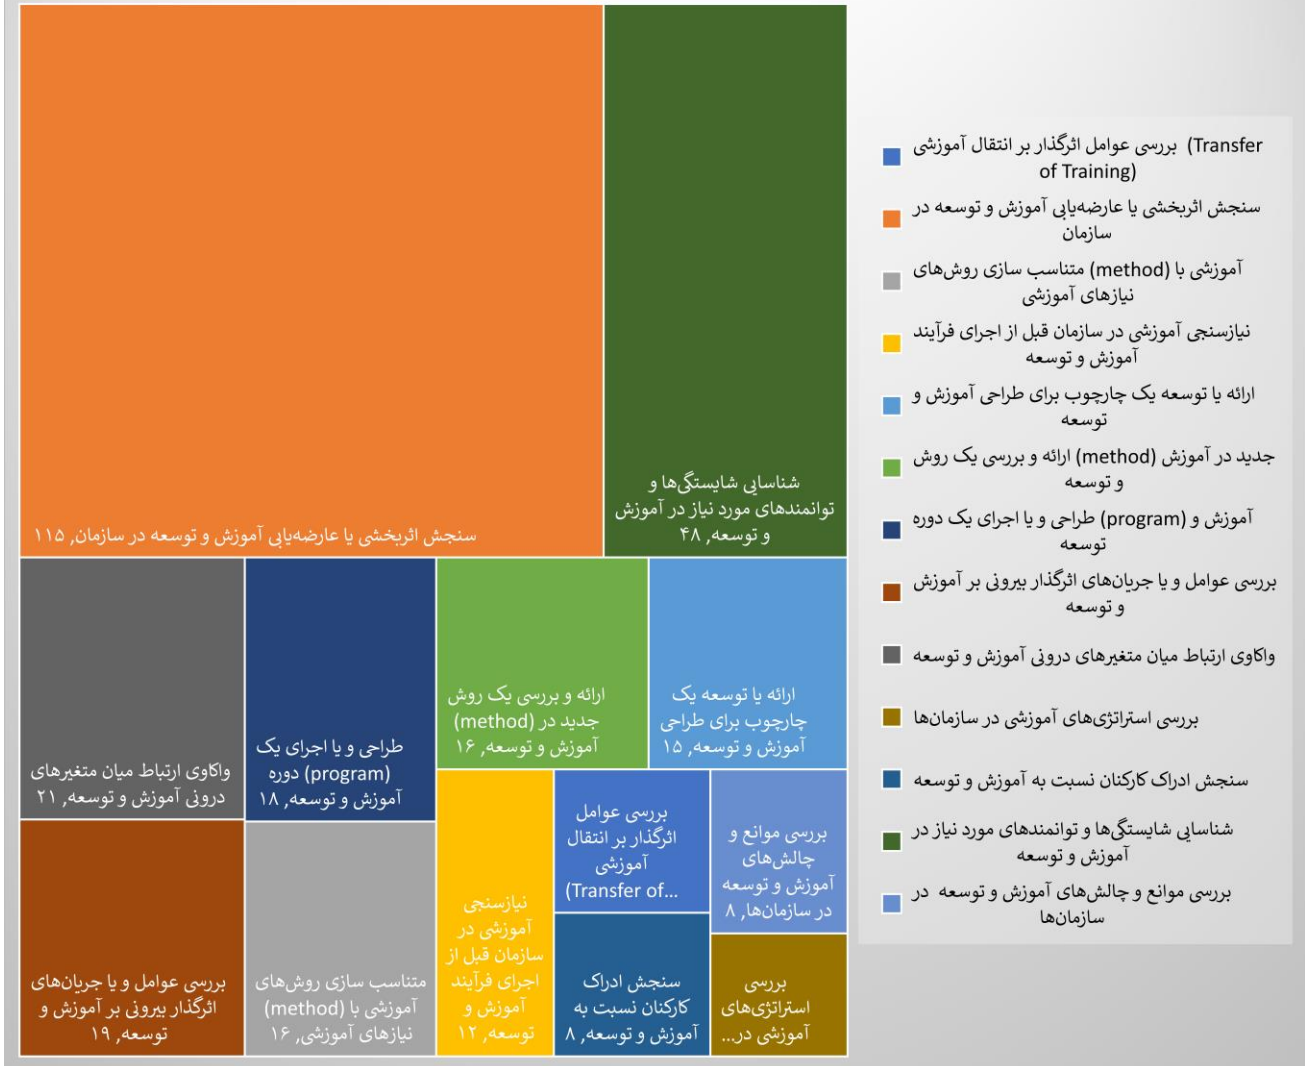 سنجش اثربخشی یا عارضه‌یابی آموزش و توسعه در سازمان, ۱۱۵
شناسایی شایستگی‌ها و
توانمندهای مورد نیاز در آموزش
و توسعه, ۴۸
واکاوی ارتباط میان متغیرهای
درونی آموزش و توسعه, ۲۱
طراحی و یا اجرای یک
دوره (program)
آموزش و توسعه, ۱۸
ارائه و بررسی یک روش
(method) جدید در
آموزش و توسعه, ۱۶
ارائه یا توسعه یک
چارچوب برای طراحی
آموزش و توسعه, ۱۵
بررسی عوامل و یا جریان‌های
اثرگذار بیرونی بر آموزش و
توسعه, ۱۹
متناسب سازی روش‌های
(method) آموزشی با
نیازهای آموزشی, ۱۶
نیازسنجی
آموزشی در
سازمان قبل از
اجرای فرآیند
آموزش و
توسعه, ۱۲
بررسی عوامل
اثرگذار بر انتقال
آموزشی
(Transfer of...
سنجش ادراک
کارکنان نسبت به
آموزش و توسعه, ۸
بررسی موانع و
چالش‌های
آموزش و توسعه
در سازمان‌ها, ۸
بررسی
استراتژی‌های
آموزشی در...
بررسی عوامل اثرگذار بر انتقال آموزشی (Transfer
of Training)
سنجش اثربخشی یا عارضه‌یابی آموزش و توسعه در
سازمان
متناسب سازی روش‌های (method) آموزشی با
نیازهای آموزشی
نیازسنجی آموزشی در سازمان قبل از اجرای فرآیند
آموزش و توسعه
ارائه یا توسعه یک چارچوب برای طراحی آموزش و
توسعه
ارائه و بررسی یک روش (method) جدید در آموزش
و توسعه
طراحی و یا اجرای یک دوره (program) آموزش و
توسعه
بررسی عوامل و یا جریان‌های اثرگذار بیرونی بر آموزش
و توسعه
واکاوی ارتباط میان متغیرهای درونی آموزش و توسعه
بررسی استراتژی‌های آموزشی در سازمان‌ها
سنجش ادراک کارکنان نسبت به آموزش و توسعه
شناسایی شایستگی‌ها و توانمندهای مورد نیاز در
آموزش و توسعه
بررسی موانع و چالش‌های آموزش و توسعه در
سازمان‌ها